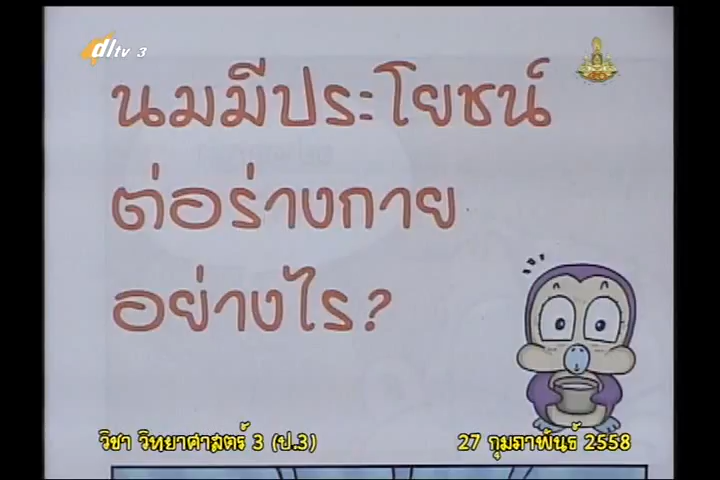 dltv 3
นมมีประโยชน์
ต่อร่างกาย
อย่างไร?
วิชา วิทยาศาสตร์ 3 (ป.3)
27 กุมภาพันธ์ 2558